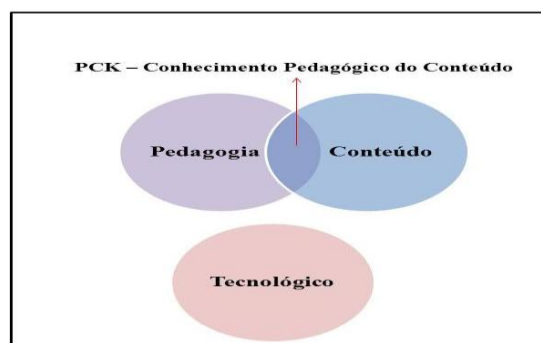 PCK – Conhecimento Pedagógico do Conteúdo
Pedagogia Conteúdo
Tecnológico